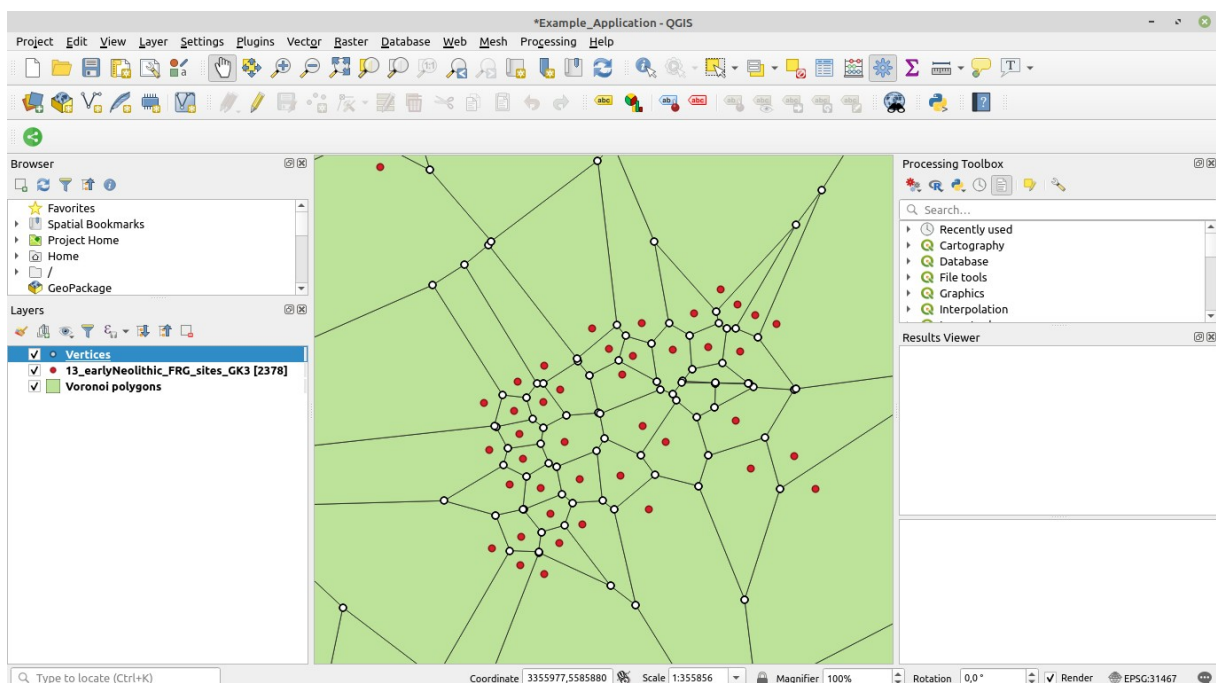 *Example_Application - QGIS
Project Edit View Layer Settings Plugins Vector Raster Database Web Mesh Processing Help
Browser
Favorites
Spatial Bookmarks
Project Home
Home
/
GeoPackage
Layers
Vertices
13_earlyNeolithic_FRG_sites_GK3 [2378]
Voronoi polygons
Processing Toolbox
Search...
Recently used
Cartography
Database
File tools
Graphics
Interpolation
Results Viewer
Type to locate (Ctrl+K) Coordinate 3355977,5585880 Scale 1:355856 Magnifier 100% Rotation 0,0 ° Render EPSG:31467